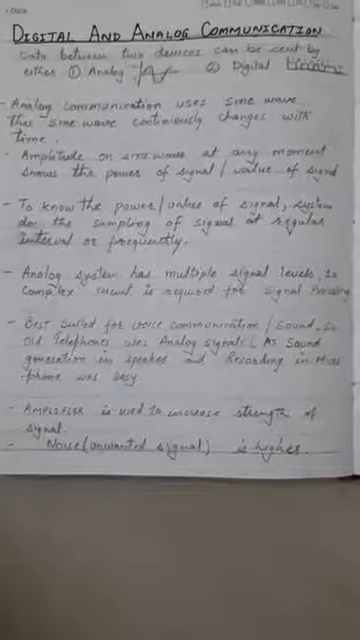 Date
DIGITAL AND ANALOG COMMUNICATION
Data between two devices can be sent by
either ① Analog ② Digital
- Analog communication uses sine wave
this sine wave continiously changes with
time.
- Amplitude on sine wave at any moment
shows the power of signal / value of signal
- To know the power/value of signal, system
do the sampling of signal at regular
interval or frequently.
- Analog system has multiple signal levels, so
complex circuit is required for signal Processing
- Best suited for voice communication / Sound. So
Old Telephones uses Analog signals. As Sound
generation in speaker and Recording in Micro
phone was easy
- AMPLIFIER is used to increase strength of
signal.
- Noise (unwanted signal) is higher.